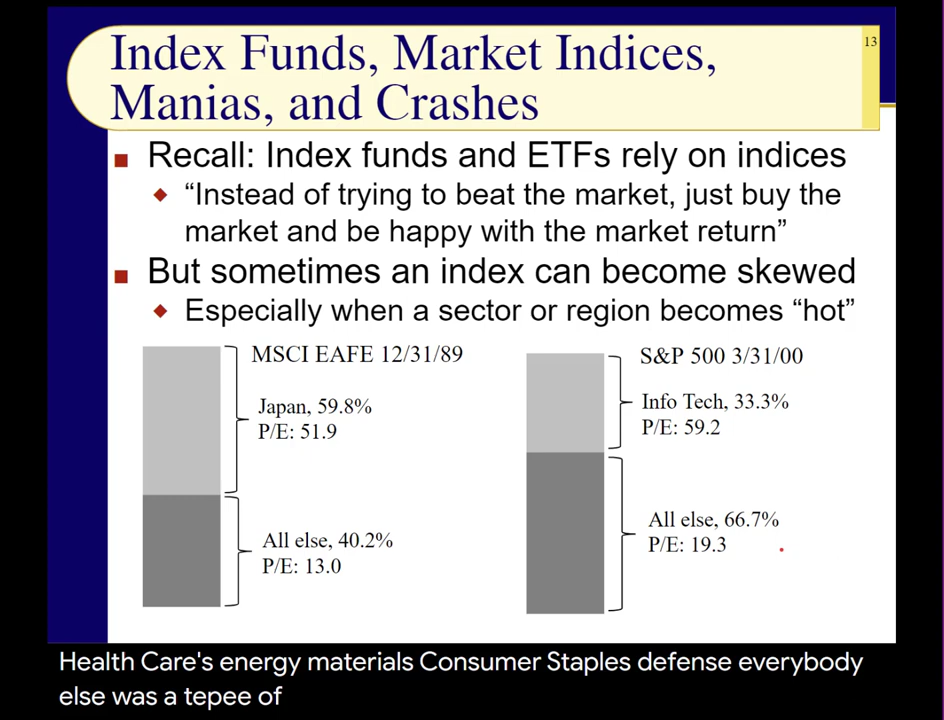 Index Funds, Market Indices,
Manias, and Crashes
13
Recall: Index funds and ETFs rely on indices
“Instead of trying to beat the market, just buy the
market and be happy with the market return”
But sometimes an index can become skewed
Especially when a sector or region becomes “hot”
MSCI EAFE 12/31/89
Japan, 59.8%
P/E: 51.9
All else, 40.2%
P/E: 13.0
S&P 500 3/31/00
Info Tech, 33.3%
P/E: 59.2
All else, 66.7%
P/E: 19.3
Health Care's energy materials Consumer Staples defense everybody
else was a tepee of